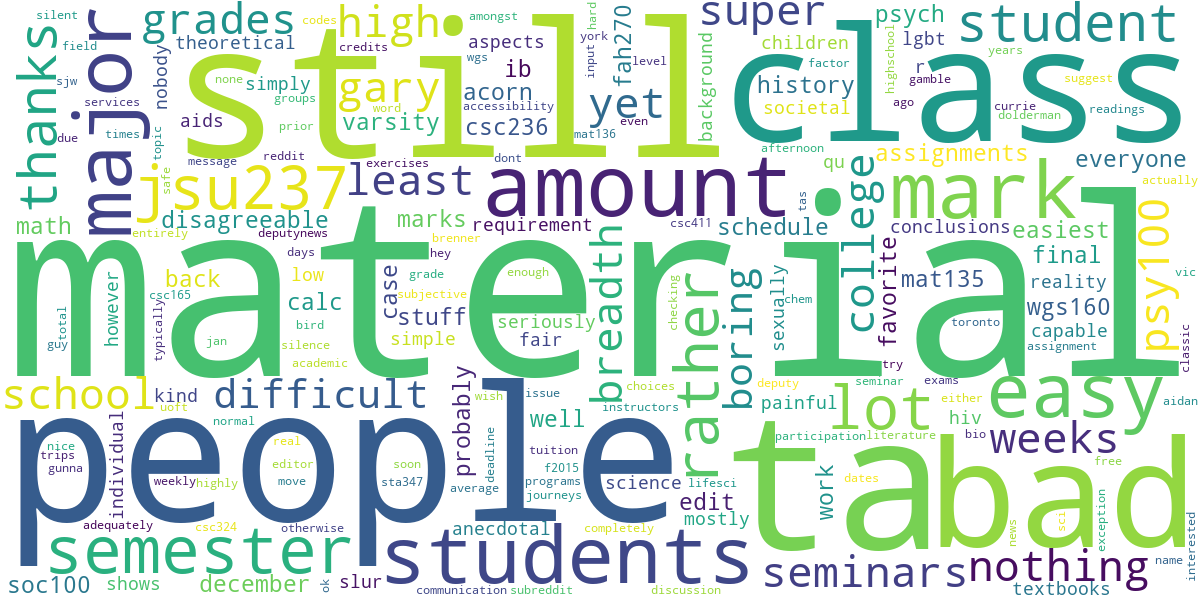 material
still
people
class
ta
bad
amount
students
semester
major
student
mark
high
easy
lot
rather
super
thanks
grades
gary
yet
jsu237
least
nothing
seminars
weeks
school
difficult
breadth
boring
college
psy100
varsity
csc236
acorn
ib
aspects
history
societal
children
psych
lgbt
r
fah270
background
theoretical
simply
aids
nobody
silent
field
sjw
services
due
times
topic
safe
none
groups
prior
message
reddit
codes
credits
word
exercises
dont
accessibility
wgs
amongst
york
input
hard
level
mat136
even
afternoon
qu
tas
factor
highschool
ago
gamble
years
currie
dolderman
suggest
readings
assignments
everyone
actually
math
disagreeable
entirely
deputynews
marks
brenner
requirement
hey
csc411
schedule
conclusions
easiest
final
reality
vic
mat135
wgs160
capable
toronto
assignment
classic
favorite
sexually
chem
try
exams
seminar
deputy
painful
checking
back
low
days
calc
case
stuff
simple
subjective
grade
enough
seriously
fair
csc165
however
typically
guy
total
jan
bird
silence
academic
kind
uoft
individual
normal
nice
trips
gunna
weekly
highly
real
editor
move
soon
sta347
average
probably
deadline
wish
issue
well
tuition
f2015
programs
journeys
choices
instructors
science
lifesci
edit
mostly
work
participation
literature
dates
either
hiv
bio
free
aidan
news
sci
exception
name
interested
textbooks
adequately
csc324
otherwise
anecdotal
completely
soc100
shows
december
ok
slur
communication
subreddit
discussion